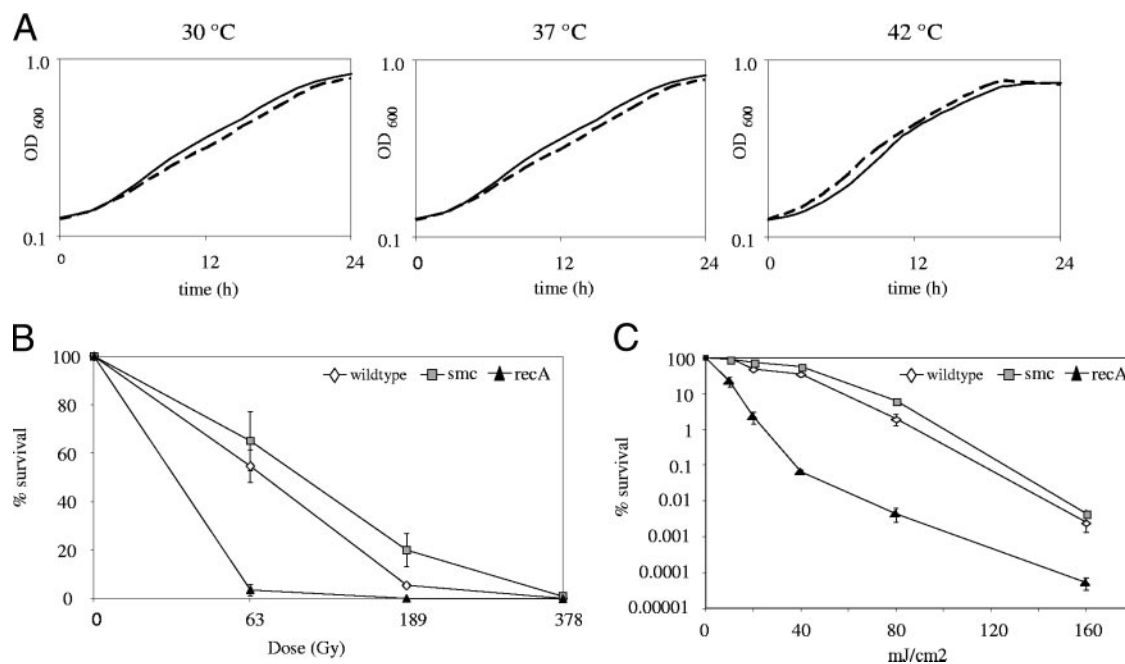 A
30 °C
37 °C
42 °C
1.0
OD 600
0.1
0 12 24
time (h)
1.0
OD 600
0.1
0 12 24
time (h)
1.0
OD 600
0.1
0 12 24
time (h)
B
100
80
60
40
20
0
% survival
wildtype smc recA
0 63 189 378
Dose (Gy)
C
100
10
1
0.1
0.01
0.001
0.0001
0.00001
% survival
wildtype smc recA
0 40 80 120 160
mJ/cm2